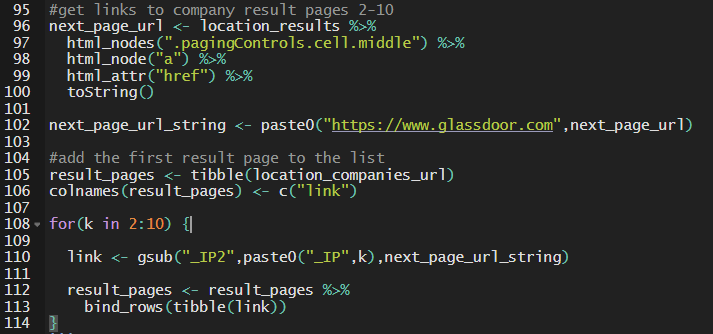 95 #get links to company result pages 2-10
96 next_page_url <- location_results %>%
97   html_nodes(".pagingControls.cell.middle") %>%
98   html_node("a") %>%
99   html_attr("href") %>%
100   toString()
101
102 next_page_url_string <- paste0("https://www.glassdoor.com",next_page_url)
103
104 #add the first result page to the list
105 result_pages <- tibble(location_companies_url)
106 colnames(result_pages) <- c("link")
107
108 for(k in 2:10) {
109
110   link <- gsub("_IP2",paste0("_IP",k),next_page_url_string)
111
112   result_pages <- result_pages %>%
113     bind_rows(tibble(link))
114 }